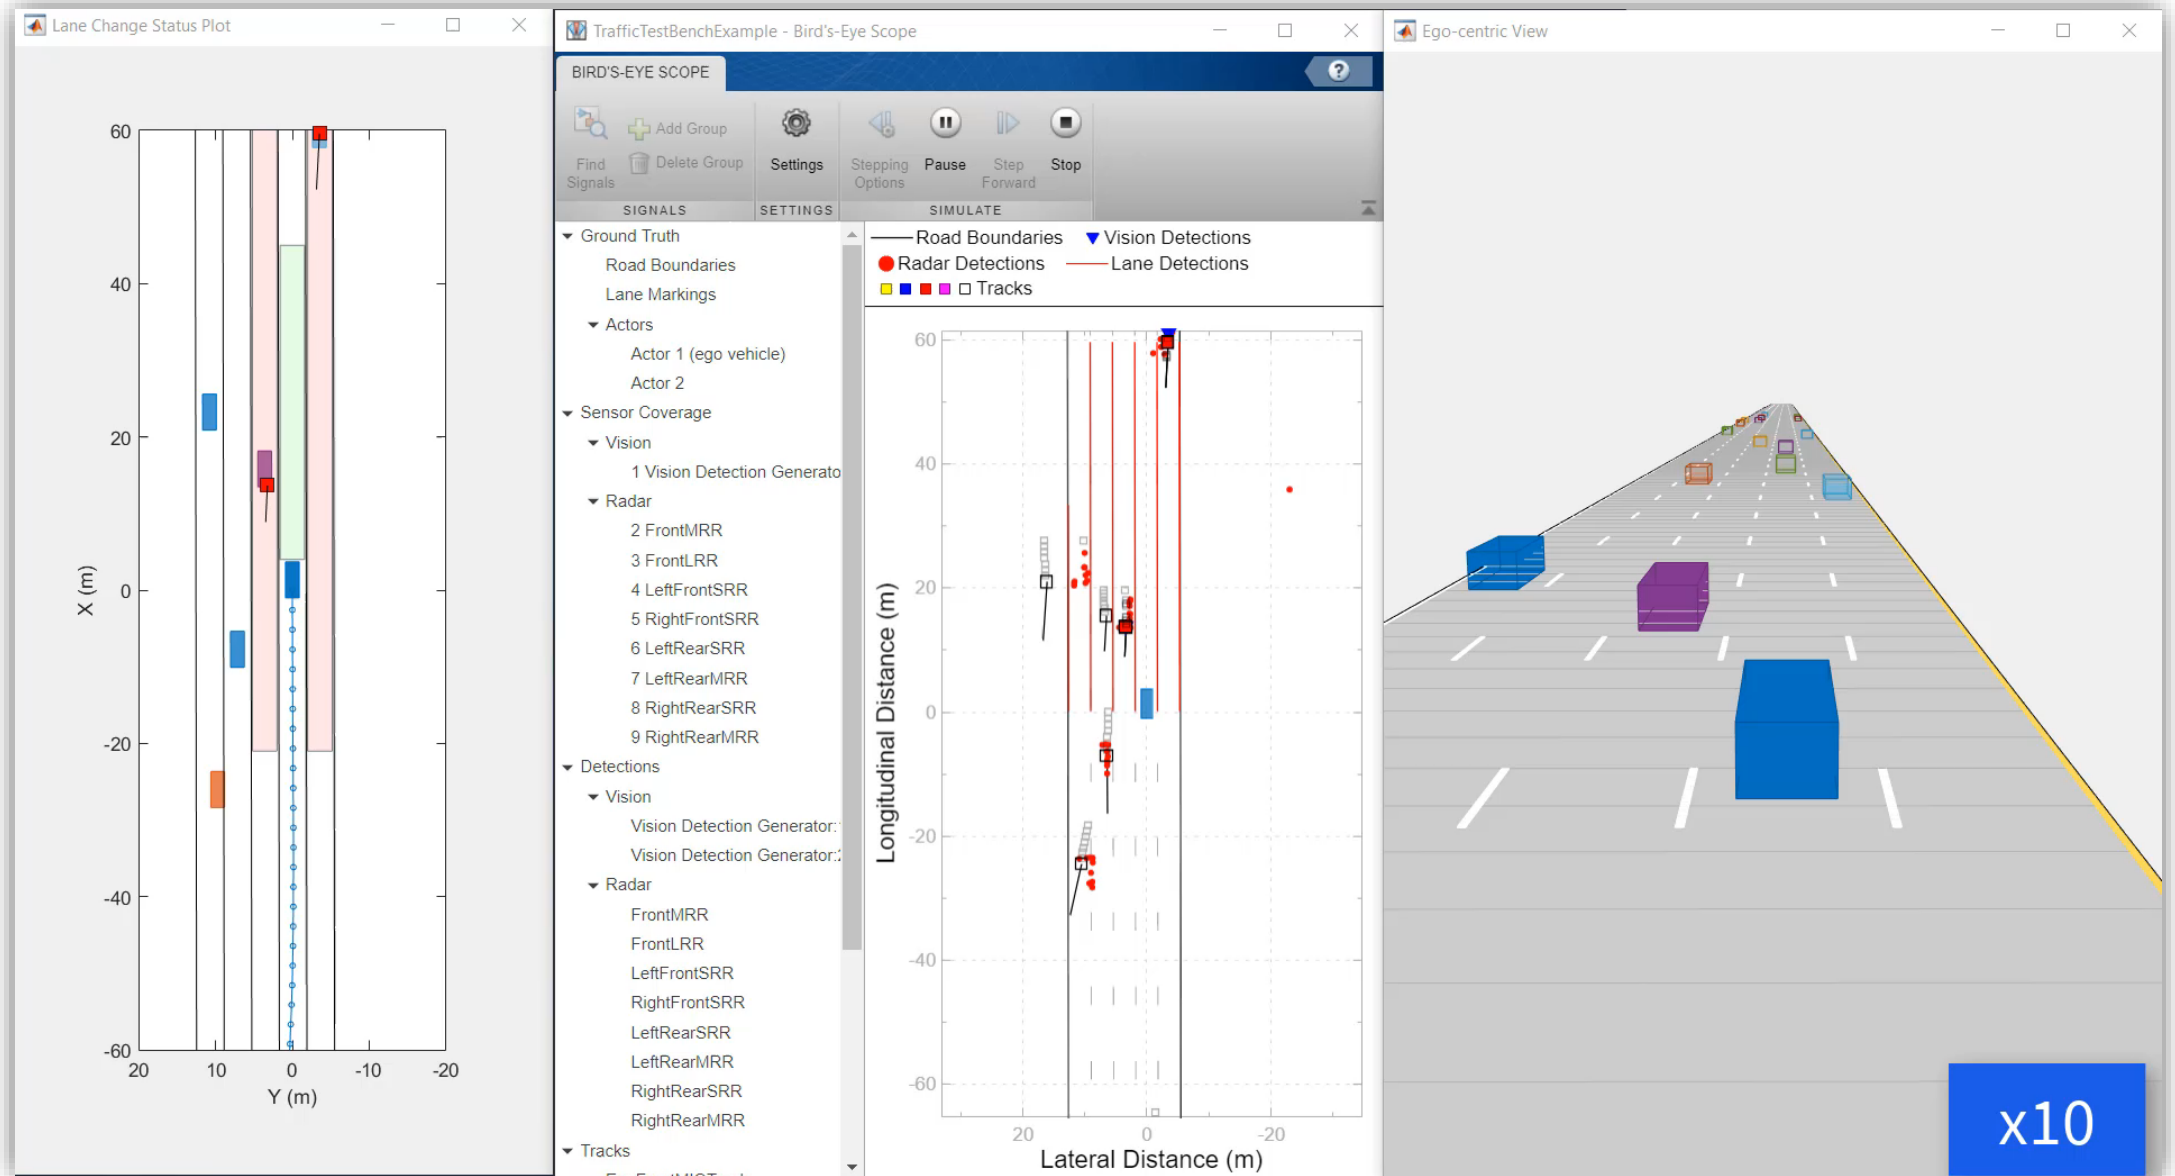 Lane Change Status Plot
60
40
20
0
-20
-40
-60
20 10 0 -10 -20
X (m)
Y (m)
TrafficTestBenchExample - Bird's-Eye Scope
BIRD'S-EYE SCOPE
?
Find Signals
Add Group
Delete Group
Settings
Stepping Options
Pause
Step Forward
Stop
SIGNALS
SETTINGS
SIMULATE
Ground Truth
Road Boundaries
Lane Markings
Actors
Actor 1 (ego vehicle)
Actor 2
Sensor Coverage
Vision
1 Vision Detection Generato
Radar
2 FrontMRR
3 FrontLRR
4 LeftFrontSRR
5 RightFrontSRR
6 LeftRearSRR
7 LeftRearMRR
8 RightRearSRR
9 RightRearMRR
Detections
Vision
Vision Detection Generator:
Vision Detection Generator:
Radar
FrontMRR
FrontLRR
LeftFrontSRR
RightFrontSRR
LeftRearSRR
LeftRearMRR
RightRearSRR
RightRearMRR
Tracks
Road Boundaries Vision Detections
Radar Detections Lane Detections
Tracks
60
40
20
0
-20
-40
-60
20 0 -20
Longitudinal Distance (m)
Lateral Distance (m)
Ego-centric View
x10